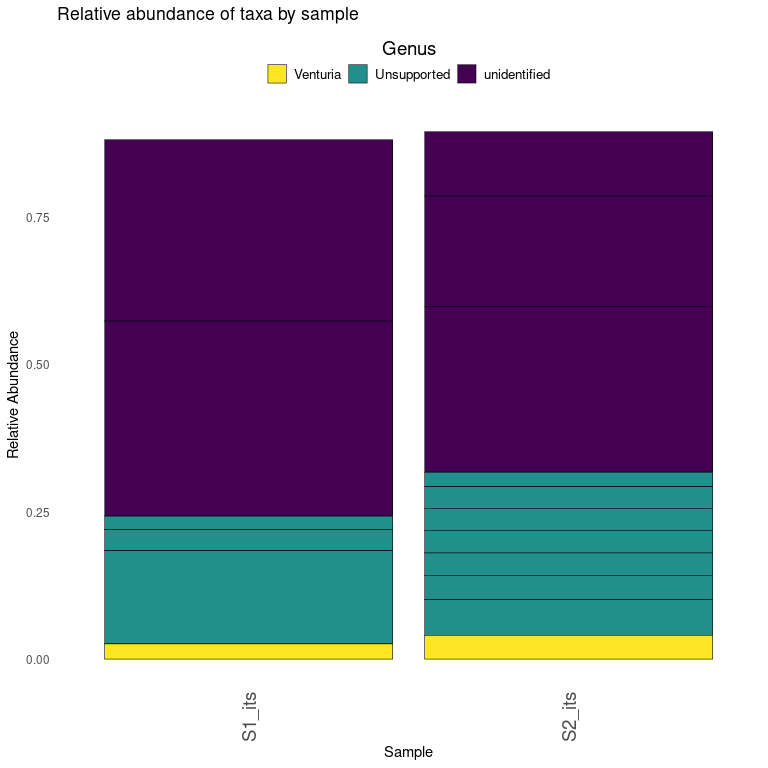 Relative abundance of taxa by sample
Genus
Venturia Unsupported unidentified
0.75
0.50
0.25
0.00
Relative Abundance
S1_its
S2_its
Sample